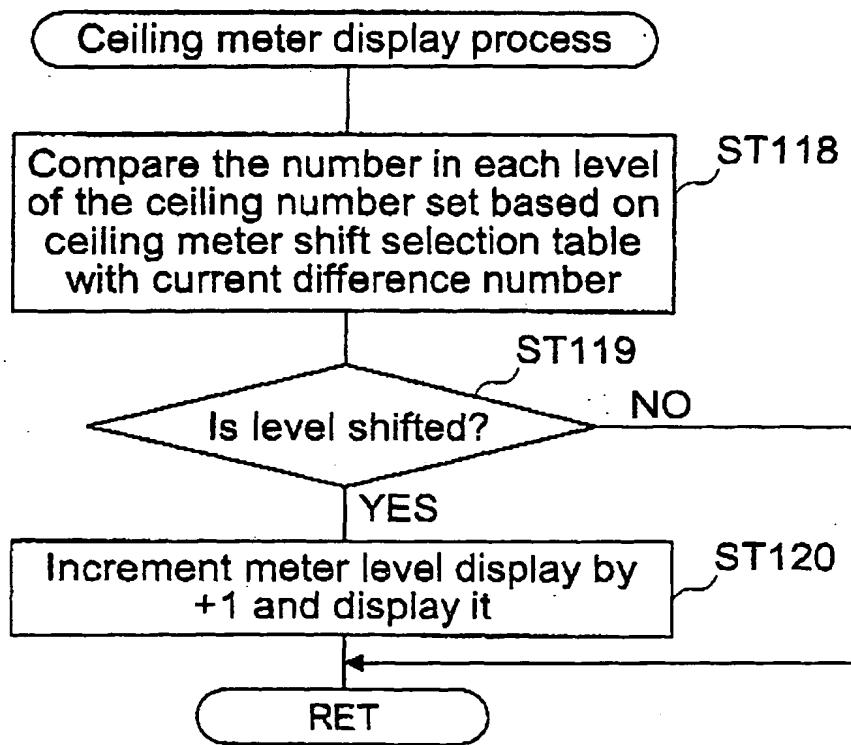 Ceiling meter display process
Compare the number in each level
of the ceiling number set based on
ceiling meter shift selection table
with current difference number
ST118
ST119
Is level shifted?
NO
YES
Increment meter level display by
+1 and display it
ST120
RET